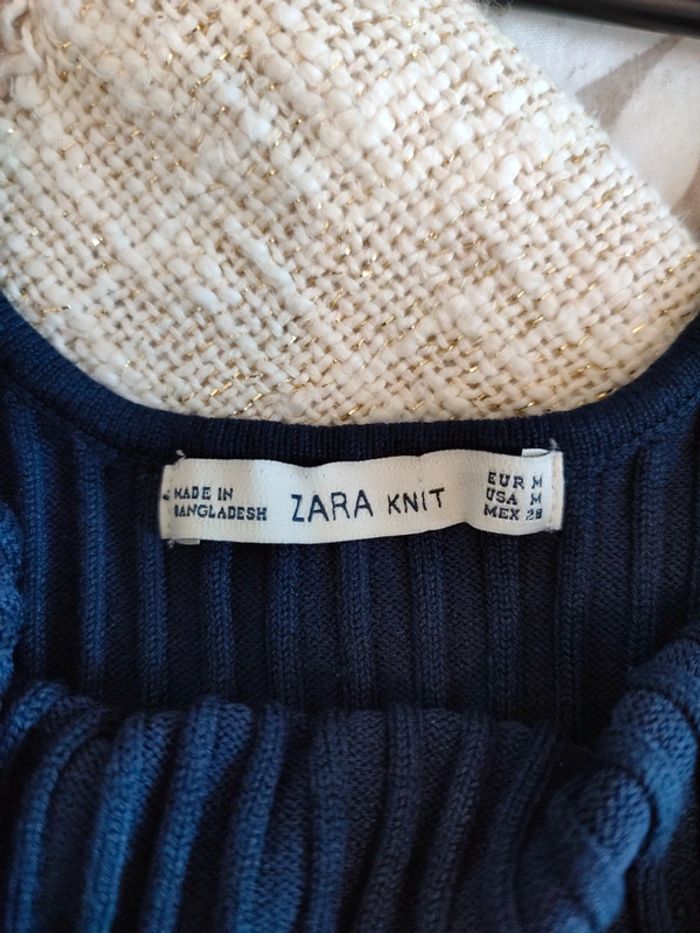 MADE IN
BANGLADESH
ZARA KNIT
EUR M
USA M
MEX 28